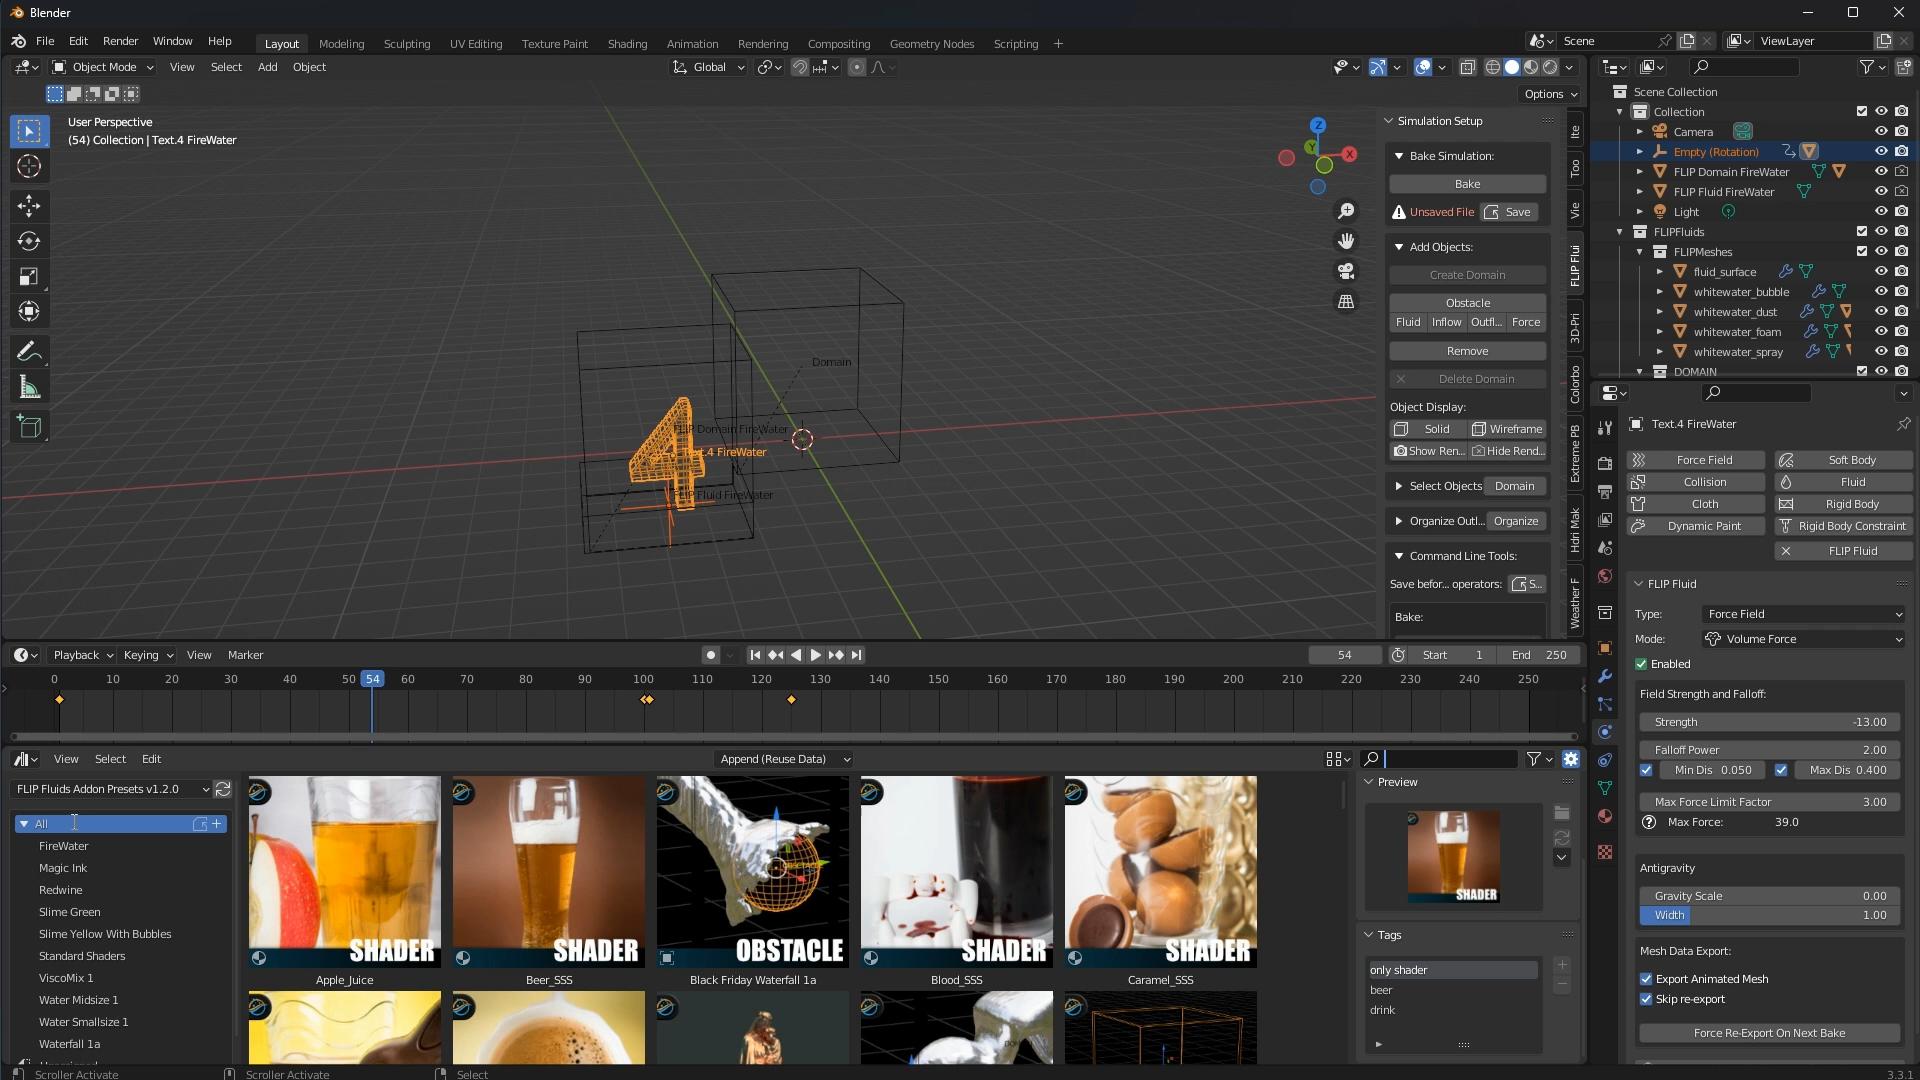 Blender
File Edit Render Window Help
Layout Modeling Sculpting UV Editing Texture Paint Shading Animation Rendering Compositing Geometry Nodes Scripting +
Scene
ViewLayer
Object Mode View Select Add Object
Global
Options
User Perspective
(54) Collection | Text.4 FireWater
Z
Y
X
Domain
FLIP Domain FireWater
Text.4 FireWater
FLIP Fluid FireWater
Simulation Setup
Bake Simulation:
Bake
Unsaved File Save
Add Objects:
Create Domain
Obstacle
Fluid Inflow Outfl... Force
Remove
Delete Domain
Object Display:
Solid Wireframe
Show Ren... Hide Rend...
Select Objects Domain
Organize Outl... Organize
Command Line Tools:
Save befor... operators: S...
Bake:
Ite
Too
Vie
FLIP Flui
3D-Pri
Colorbo
Extreme PB
Hdri Mak
Weather F
Scene Collection
Collection
Camera
Empty (Rotation)
FLIP Domain FireWater
FLIP Fluid FireWater
Light
FLIPFluids
FLIPMeshes
fluid_surface
whitewater_bubble
whitewater_dust
whitewater_foam
whitewater_spray
DOMAIN
Text.4 FireWater
Force Field Soft Body
Collision Fluid
Cloth Rigid Body
Dynamic Paint Rigid Body Constraint
FLIP Fluid
FLIP Fluid
Type: Force Field
Mode: Volume Force
Enabled
Field Strength and Falloff:
Strength -13.00
Falloff Power 2.00
Min Dis 0.050 Max Dis 0.400
Max Force Limit Factor 3.00
Max Force: 39.0
Antigravity
Gravity Scale 0.00
Width 1.00
Mesh Data Export:
Export Animated Mesh
Skip re-export
Force Re-Export On Next Bake
Playback Keying View Marker
54 Start 1 End 250
0 10 20 30 40 50 54 60 70 80 90 100 110 120 130 140 150 160 170 180 190 200 210 220 230 240 250
View Select Edit
Append (Reuse Data)
FLIP Fluids Addon Presets v1.2.0
All
FireWater
Magic Ink
Redwine
Slime Green
Slime Yellow With Bubbles
Standard Shaders
ViscoMix 1
Water Midsize 1
Water Smallsize 1
Waterfall 1a
SHADER SHADER OBSTACLE SHADER SHADER
Apple_Juice Beer_SSS Black Friday Waterfall 1a Blood_SSS Caramel_SSS
Preview
SHADER
Tags
only shader
beer
drink
Scroller Activate Scroller Activate Select
3.3.1